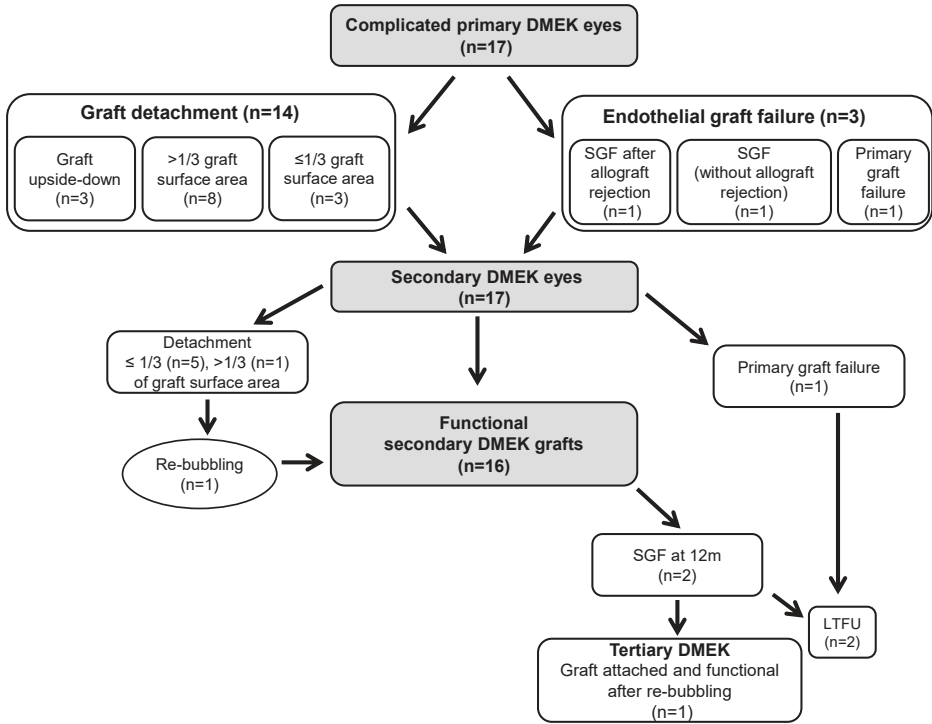 Complicated primary DMEK eyes
(n=17)
Graft detachment (n=14)
Graft
upside-down
(n=3)
>1/3 graft
surface area
(n=8)
≤1/3 graft
surface area
(n=3)
Endothelial graft failure (n=3)
SGF after
allograft
rejection
(n=1)
SGF
(without allograft
rejection)
(n=1)
Primary
graft
failure
(n=1)
Secondary DMEK eyes
(n=17)
Detachment
≤ 1/3 (n=5), >1/3 (n=1)
of graft surface area
Primary graft failure
(n=1)
Functional
secondary DMEK grafts
(n=16)
Re-bubbling
(n=1)
SGF at 12m
(n=2)
LTFU
(n=2)
Tertiary DMEK
Graft attached and functional
after re-bubbling
(n=1)